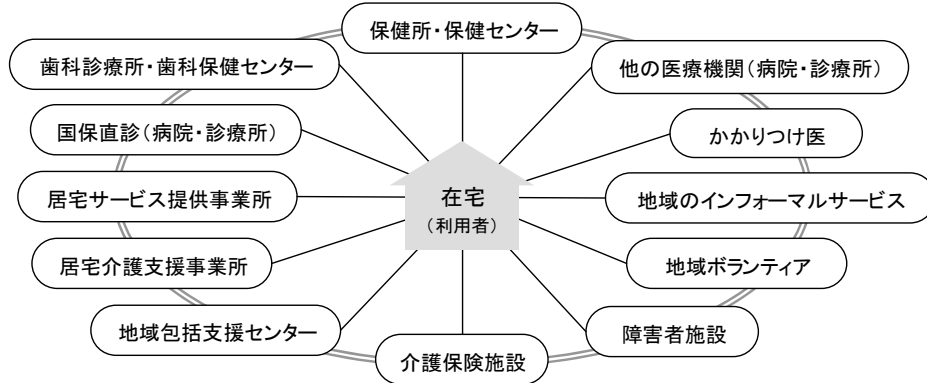 保健所・保健センター
歯科診療所・歯科保健センター
他の医療機関（病院・診療所）
国保直診（病院・診療所）
かかりつけ医
在宅
（利用者）
居宅サービス提供事業所
地域のインフォーマルサービス
居宅介護支援事業所
地域ボランティア
地域包括支援センター
障害者施設
介護保険施設